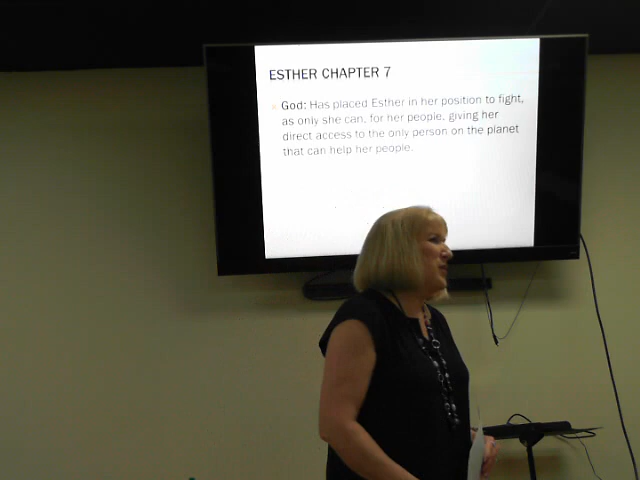 ESTHER CHAPTER 7
God: Has placed Esther in her position to fight,
as only she can, for her people, giving her
direct access to the only person on the planet
that can help her people.